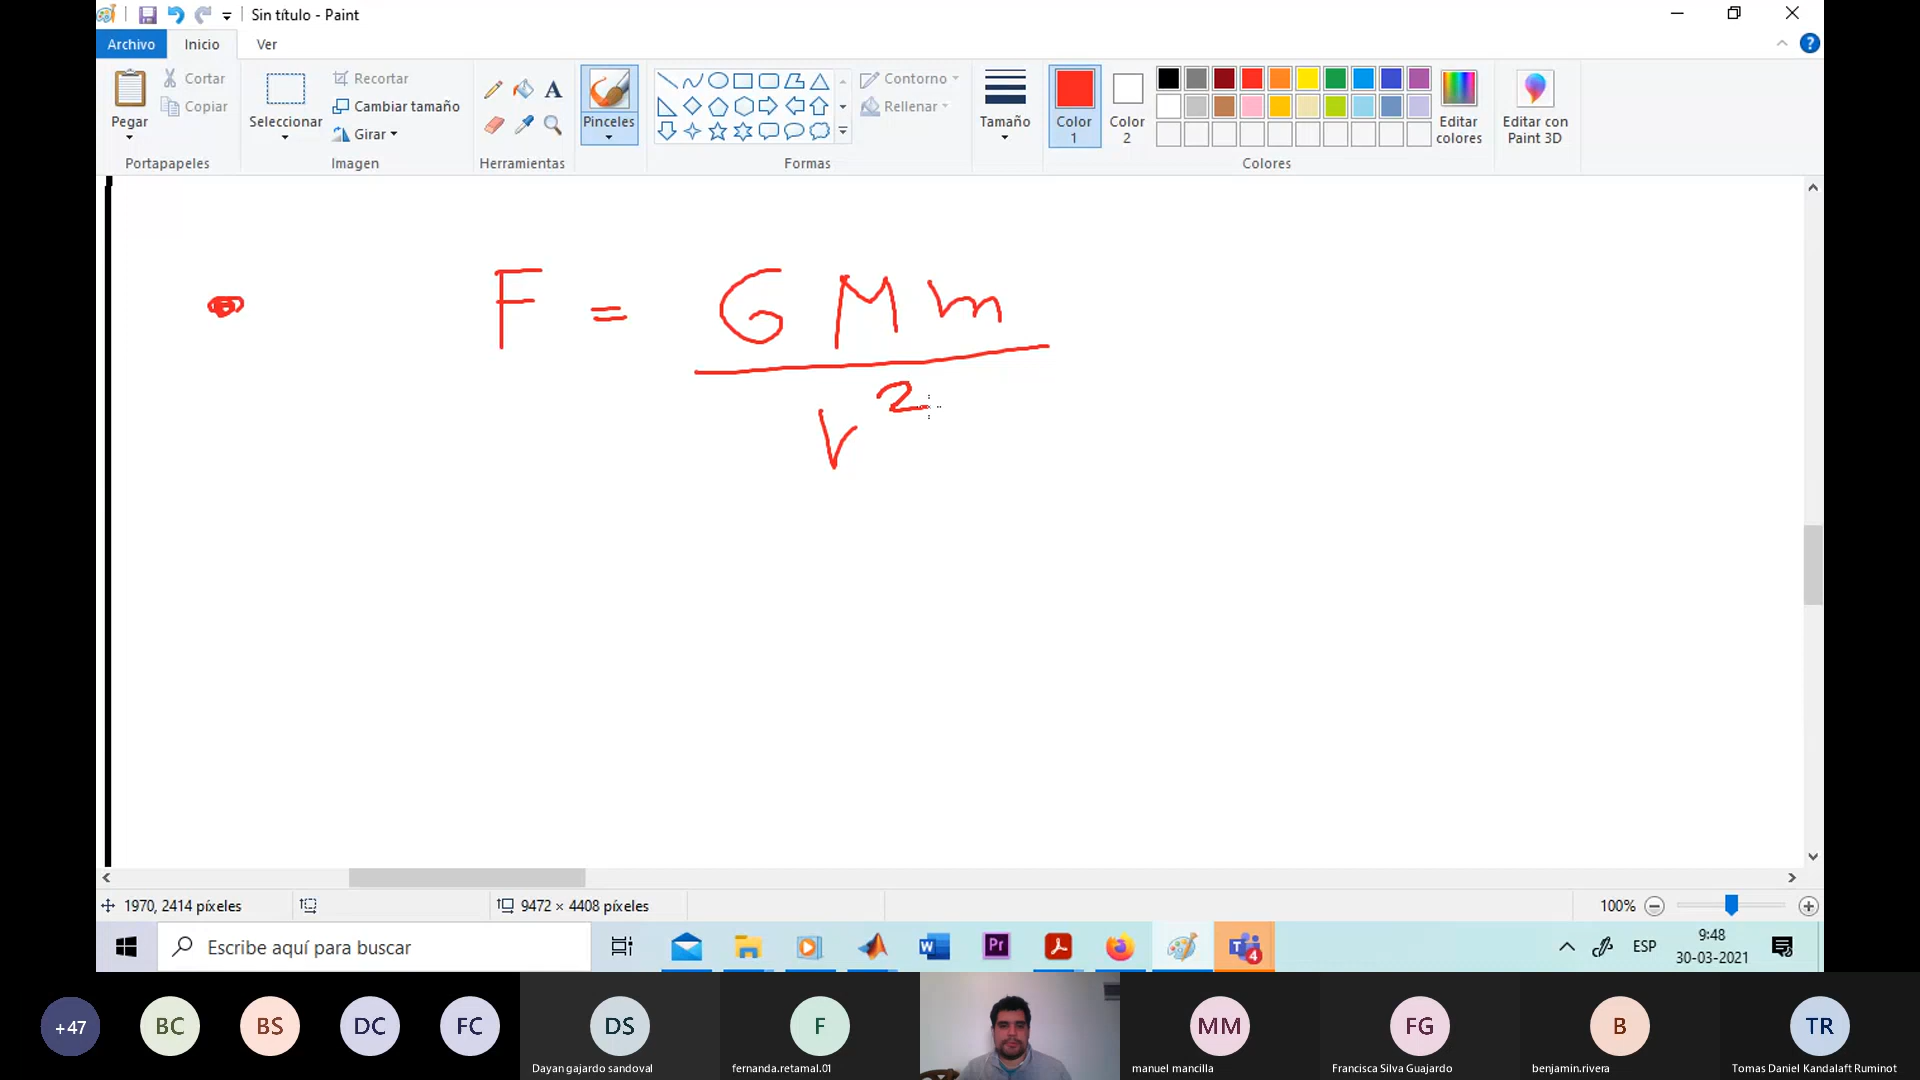 Sin título - Paint
Archivo Inicio Ver
Pegar Cortar Copiar Portapapeles
Seleccionar Recortar Cambiar tamaño Girar Imagen
A Herramientas
Pinceles
Contorno Rellenar Formas
Tamaño
Color 1 Color 2 Editar colores Colores
Editar con Paint 3D
F = G M m
r 2
1970, 2414 píxeles 9472 × 4408 píxeles 100%
Escribe aquí para buscar W Pr T 4 ESP 9:48
30-03-2021
+47 BC BS DC FC DS F MM FG B TR
Dayan gajardo sandoval fernanda.retamal.01 manuel mancilla Francisca Silva Guajardo benjamin.rivera Tomas Daniel Kandalaft Ruminot